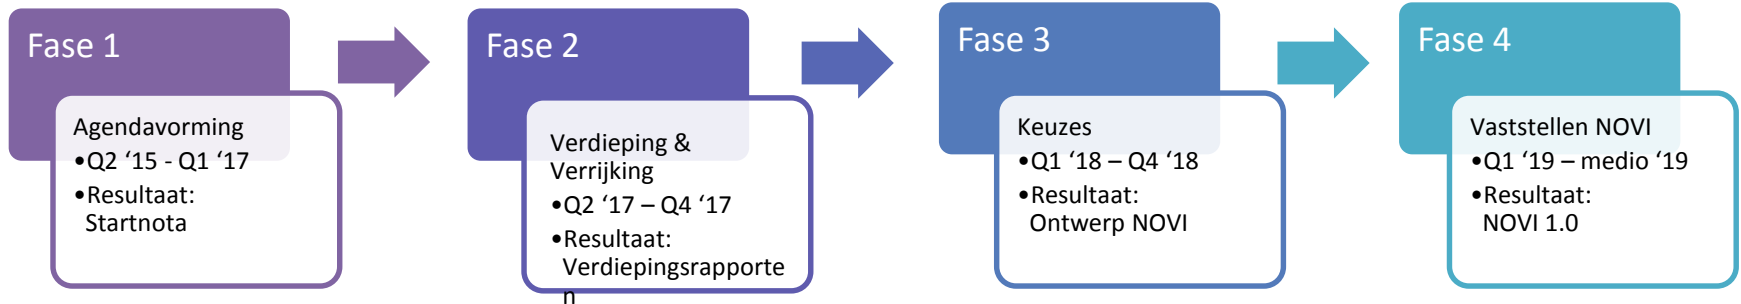 Fase 1
Agendavorming
•Q2 ‘15 - Q1 ‘17
•Resultaat:
Startnota
Fase 2
Verdieping &
Verrijking
•Q2 ‘17 – Q4 ‘17
•Resultaat:
Verdiepingsrapporte
n
Fase 3
Keuzes
•Q1 ‘18 – Q4 ‘18
•Resultaat:
Ontwerp NOVI
Fase 4
Vaststellen NOVI
•Q1 ‘19 – medio ‘19
•Resultaat:
NOVI 1.0